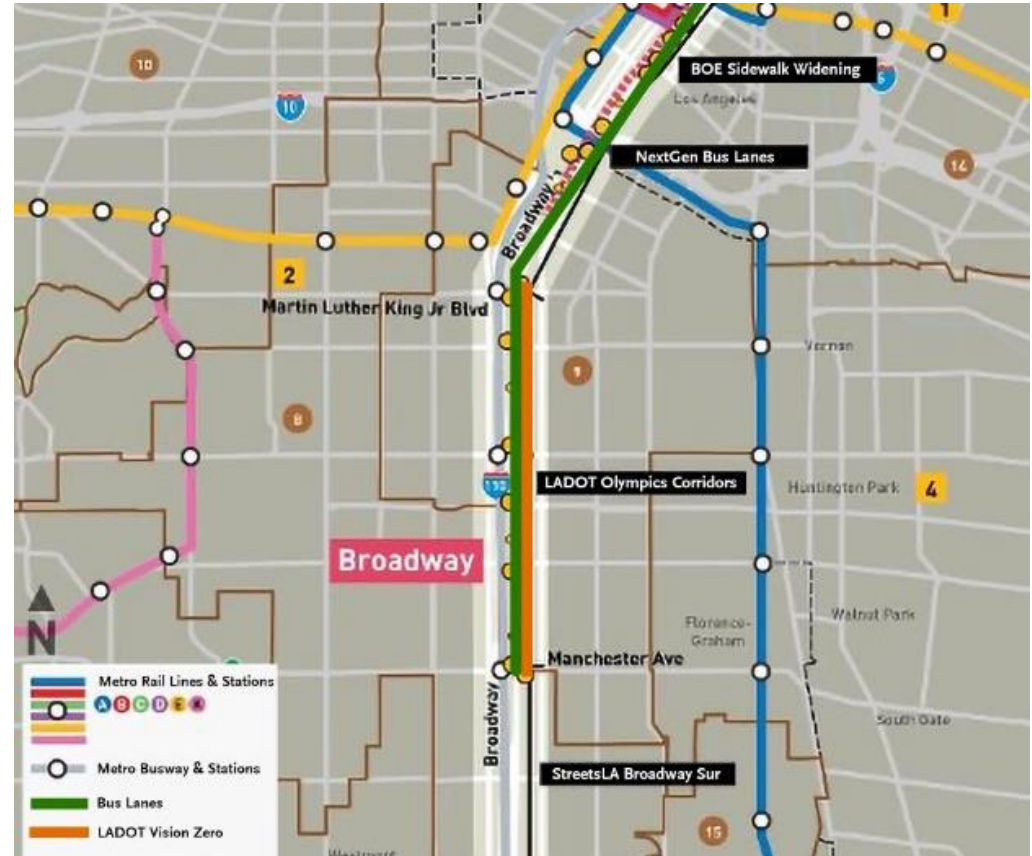 1
10
BOE Sidewalk Widening
5
Los Angeles
10
NextGen Bus Lanes
14
Broadway
2
Martin Luther King Jr Blvd
Vernon
9
8
110
LADOT Olympics Corridors
Huntington Park
4
Broadway
N
Florence-
Graham
Walnut Park
Manchester Ave
Broadway
South Gate
StreetsLA Broadway Sur
15
Metro Rail Lines & Stations
A B C D E K
Metro Busway & Stations
Bus Lanes
LADOT Vision Zero